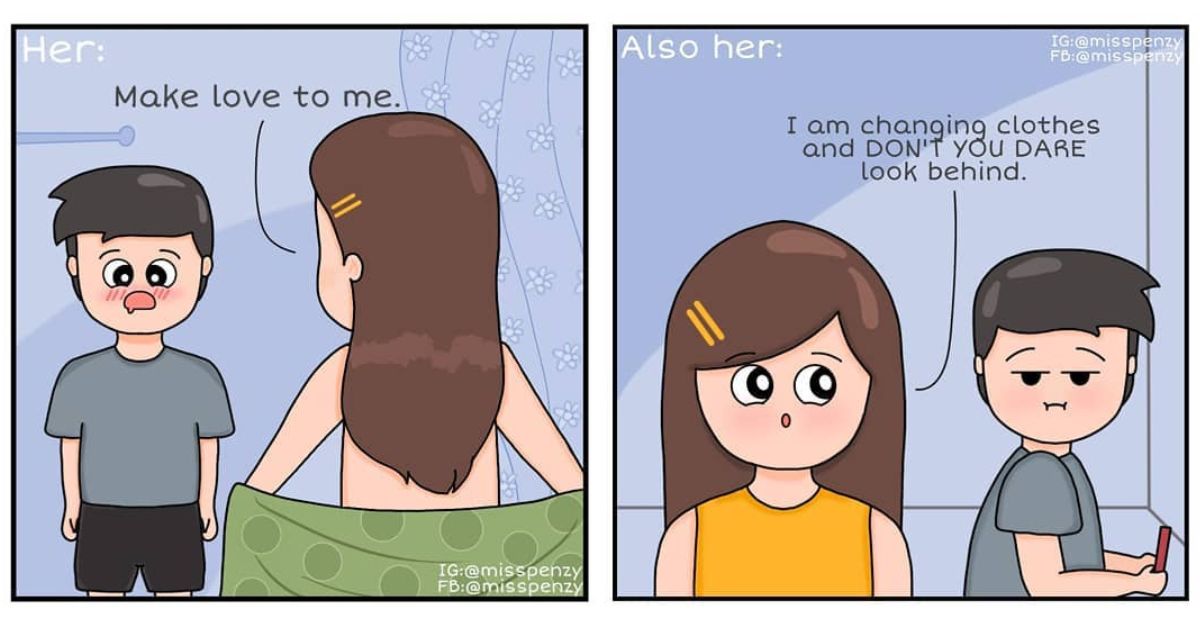 Her:
Make love to me.
IG:@misspenzy
FB:@misspenzy
Also her:
IG:@misspenzy
FB:@misspenzy
I am changing clothes
and DON'T YOU DARE
look behind.